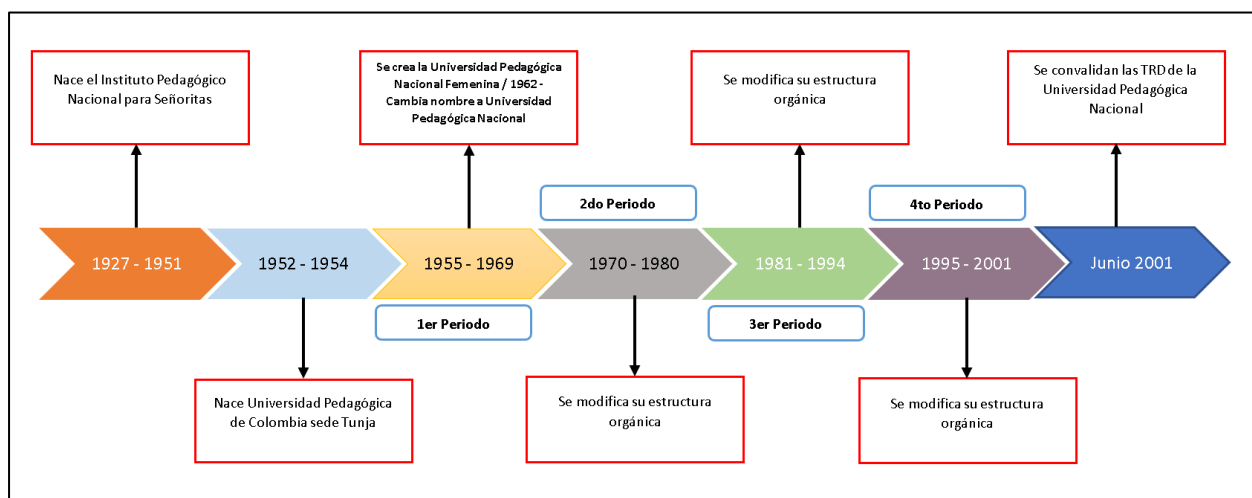 Nace el Instituto Pedagógico
Nacional para Señoritas
Se crea la Universidad Pedagógica
Nacional Femenina / 1962 -
Cambia nombre a Universidad
Pedagógica Nacional
Se modifica su estructura
orgánica
Se convalidan las TRD de la
Universidad Pedagógica
Nacional
2do Periodo
4to Periodo
1927 - 1951
1952 - 1954
1955 - 1969
1970 - 1980
1981 - 1994
1995 - 2001
Junio 2001
1er Periodo
3er Periodo
Nace Universidad Pedagógica
de Colombia sede Tunja
Se modifica su estructura
orgánica
Se modifica su estructura
orgánica